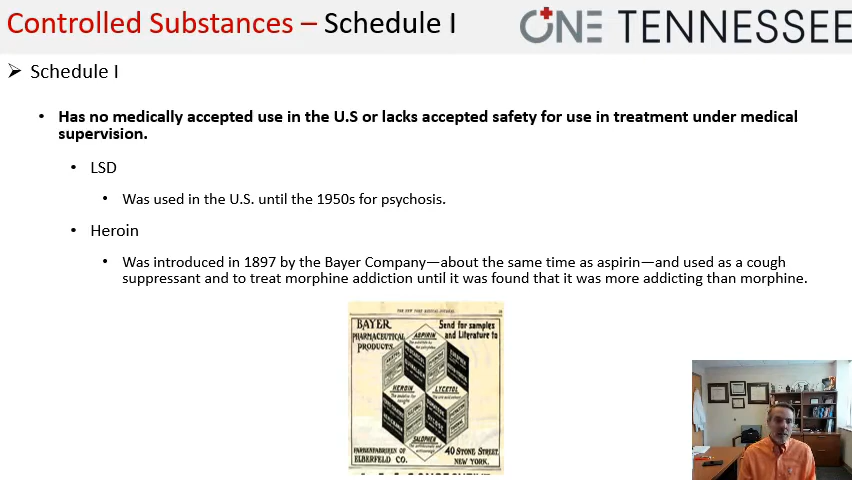 Controlled Substances – Schedule I
ONE TENNESSEE
Schedule I
Has no medically accepted use in the U.S or lacks accepted safety for use in treatment under medical
supervision.
LSD
Was used in the U.S. until the 1950s for psychosis.
Heroin
Was introduced in 1897 by the Bayer Company—about the same time as aspirin—and used as a cough
suppressant and to treat morphine addiction until it was found that it was more addicting than morphine.
BAYER
PHARMACEUTICAL
PRODUCTS.
Send for samples
and Literature to
ASPIRIN
HEROIN
LYCETOL
SALOPHEN
FARBENFABRIKEN OF
ELBERFELD CO.
40 STONE STREET,
NEW YORK.